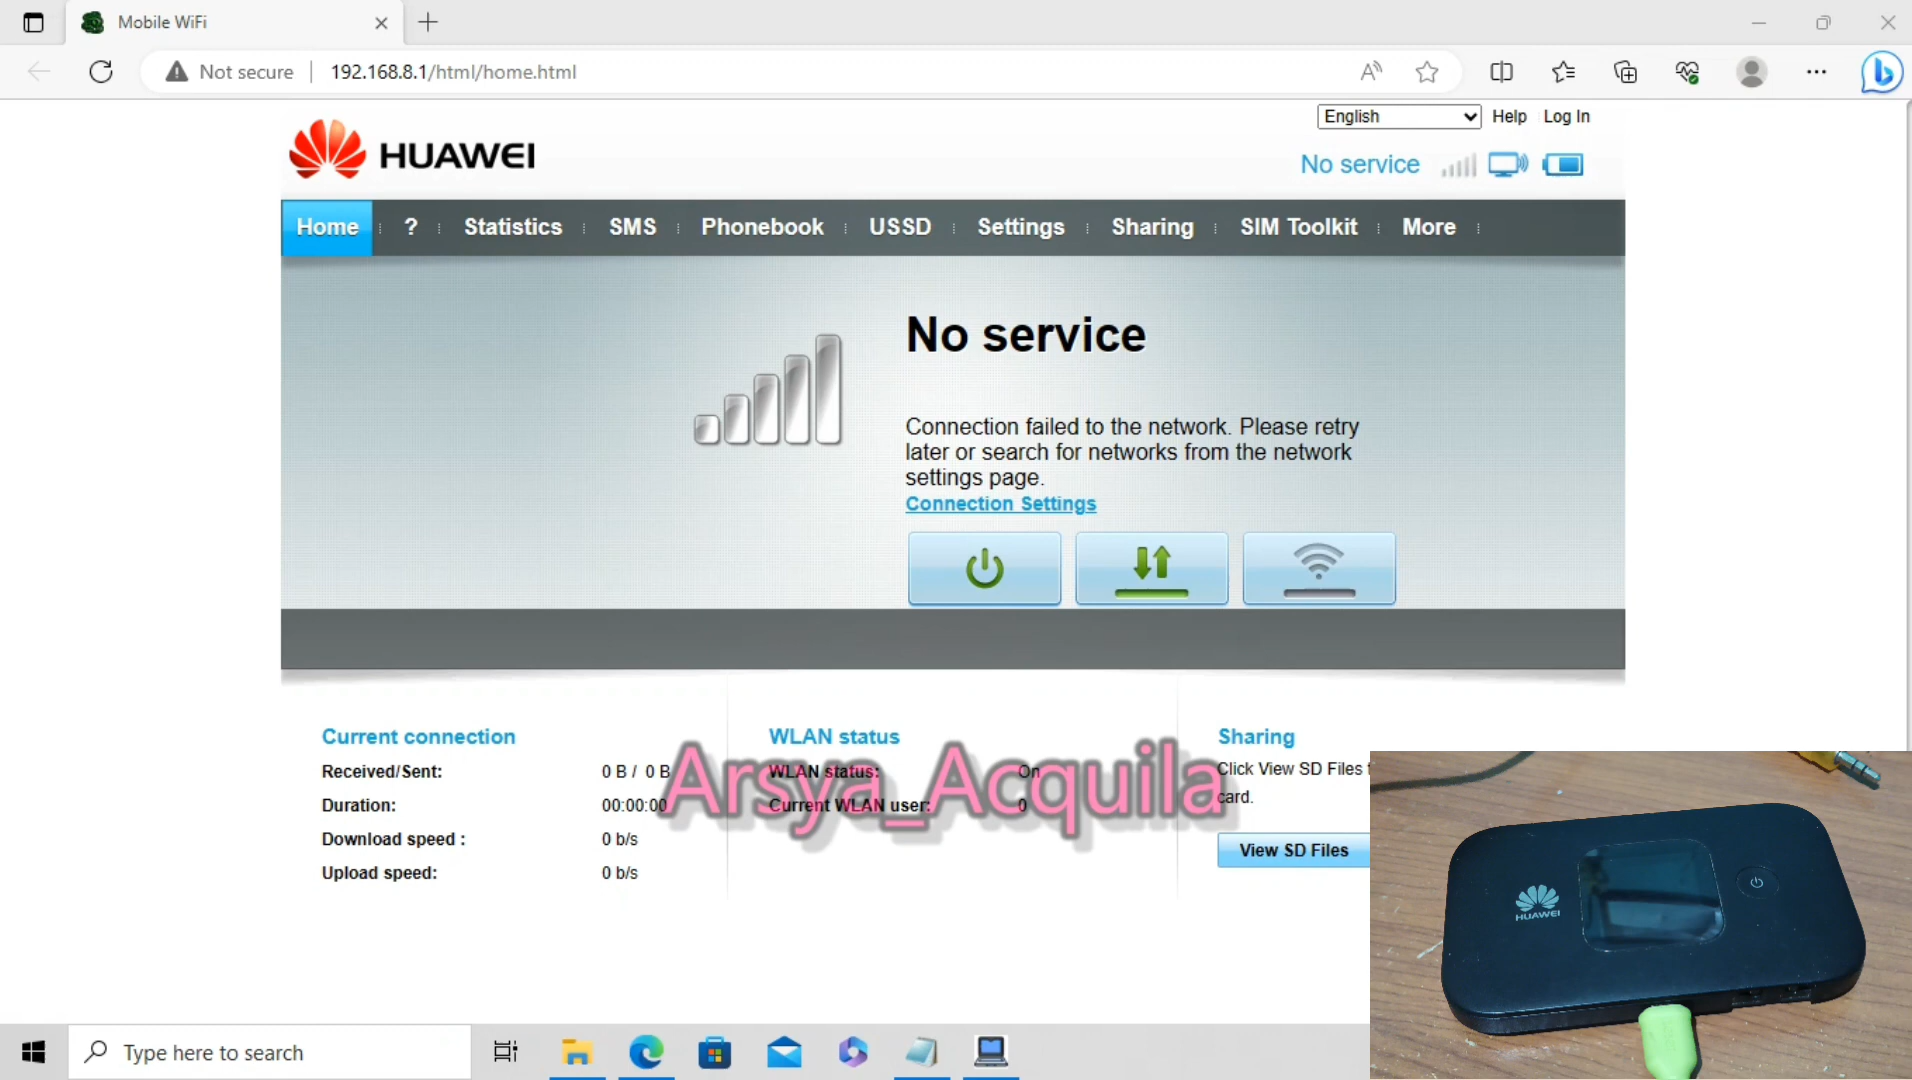 Mobile WiFi
Not secure 192.168.8.1/html/home.html
English Help Log In
HUAWEI
No service
Home ? Statistics SMS Phonebook USSD Settings Sharing SIM Toolkit More
No service
Connection failed to the network. Please retry
later or search for networks from the network
settings page.
Connection Settings
Current connection
Received/Sent: 0 B / 0 B
Duration: 00:00:00
Download speed : 0 b/s
Upload speed: 0 b/s
WLAN status
WLAN status: On
Current WLAN user: 0
Arsya_Acquila
Sharing
Click View SD Files
card.
View SD Files
HUAWEI
Type here to search